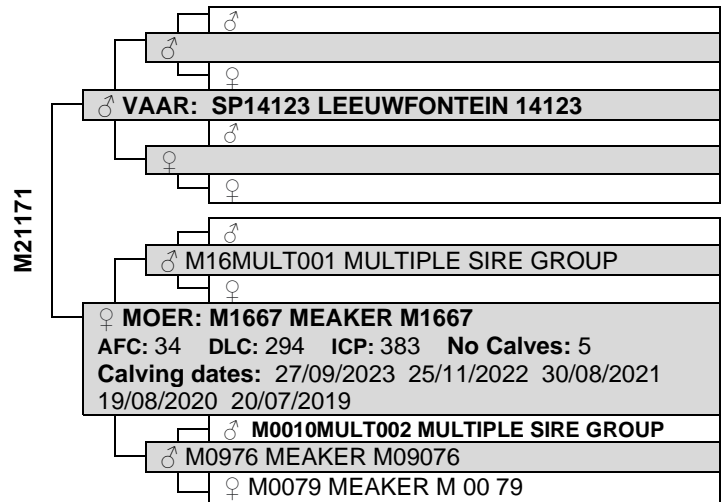 ♂
♂
♀
♂ VAAR: SP14123 LEEUWFONTEIN 14123
♂
♀
♀
M21171
♂
♂ M16MULT001 MULTIPLE SIRE GROUP
♀
♀ MOER: M1667 MEAKER M1667
AFC: 34 DLC: 294 ICP: 383 No Calves: 5
Calving dates: 27/09/2023 25/11/2022 30/08/2021
19/08/2020 20/07/2019
♂ M0010MULT002 MULTIPLE SIRE GROUP
♂ M0976 MEAKER M09076
♀ M0079 MEAKER M 00 79